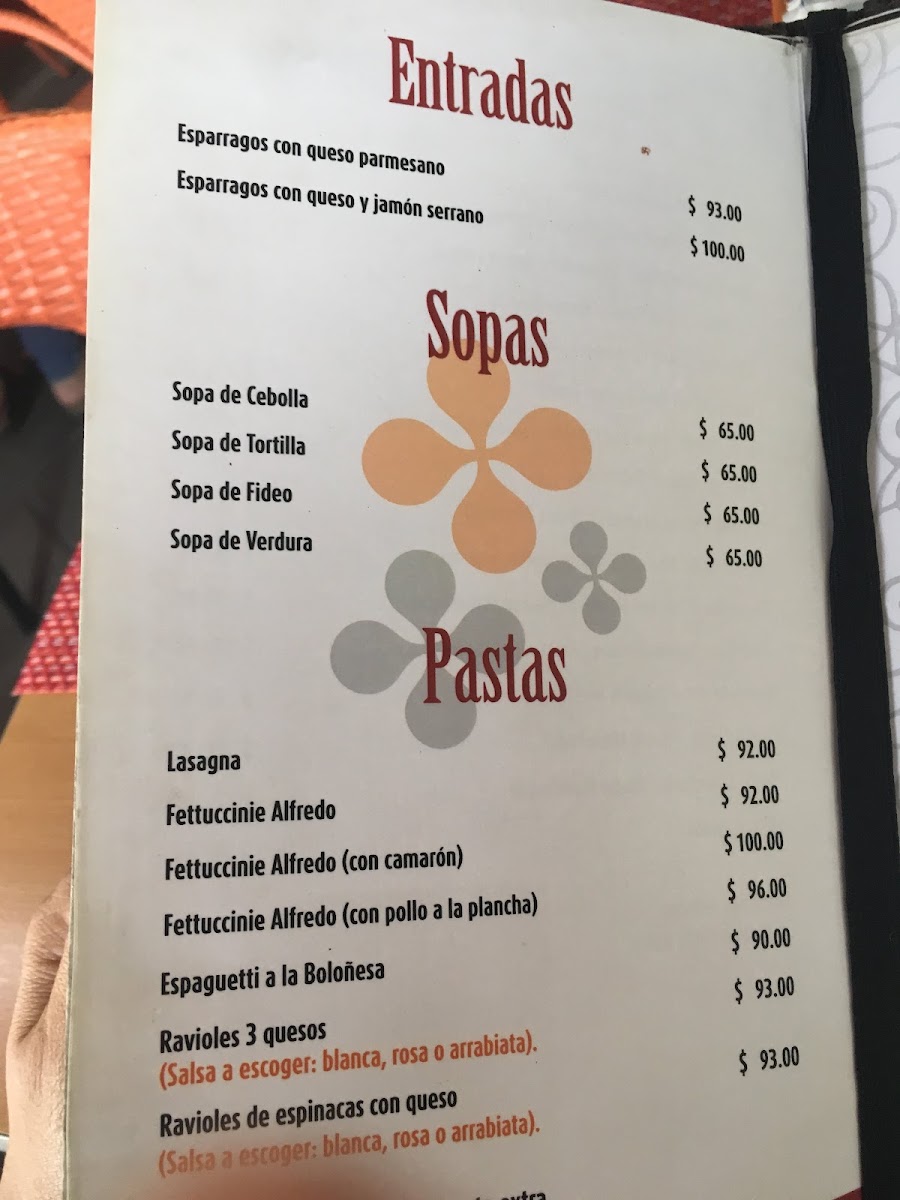 Entradas
Esparragos con queso parmesano $ 93.00
Esparragos con queso y jamón serrano $100.00
Sopas
Sopa de Cebolla $ 65.00
Sopa de Tortilla $ 65.00
Sopa de Fideo $ 65.00
Sopa de Verdura $ 65.00
Pastas
Lasagna $ 92.00
Fettuccinie Alfredo $ 92.00
Fettuccinie Alfredo (con camarón) $100.00
Fettuccinie Alfredo (con pollo a la plancha) $ 96.00
Espaguetti a la Boloñesa $ 90.00
Ravioles 3 quesos $ 93.00
(Salsa a escoger: blanca, rosa o arrabiata).
Ravioles de espinacas con queso $ 93.00
(Salsa a escoger: blanca, rosa o arrabiata).
extra